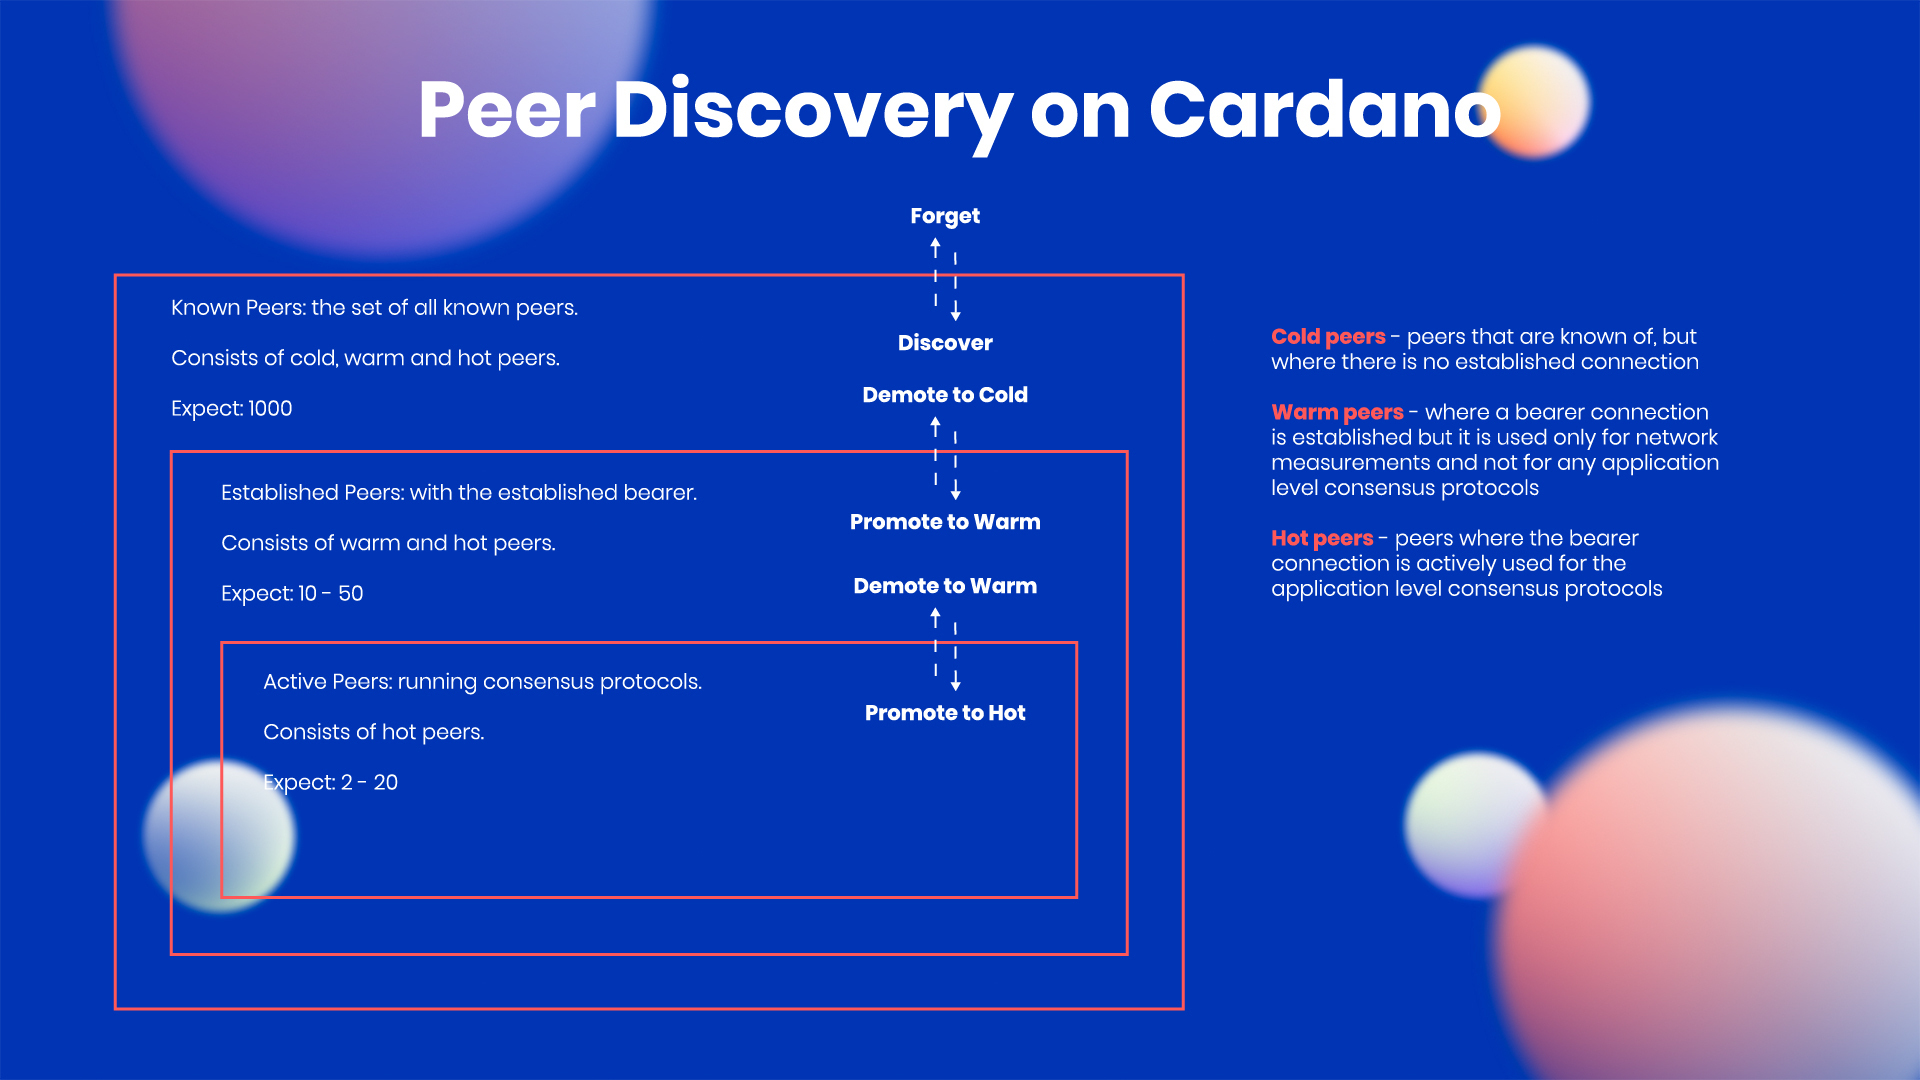 Peer Discovery on Cardano
Forget
Known Peers: the set of all known peers.
Discover
Consists of cold, warm and hot peers.
Demote to Cold
Expect: 1000
Established Peers: with the established bearer.
Promote to Warm
Consists of warm and hot peers.
Demote to Warm
Expect: 10 - 50
Active Peers: running consensus protocols.
Promote to Hot
Consists of hot peers.
Expect: 2 - 20
Cold peers - peers that are known of, but
where there is no established connection
Warm peers - where a bearer connection
is established but it is used only for network
measurements and not for any application
level consensus protocols
Hot peers - peers where the bearer
connection is actively used for the
application level consensus protocols